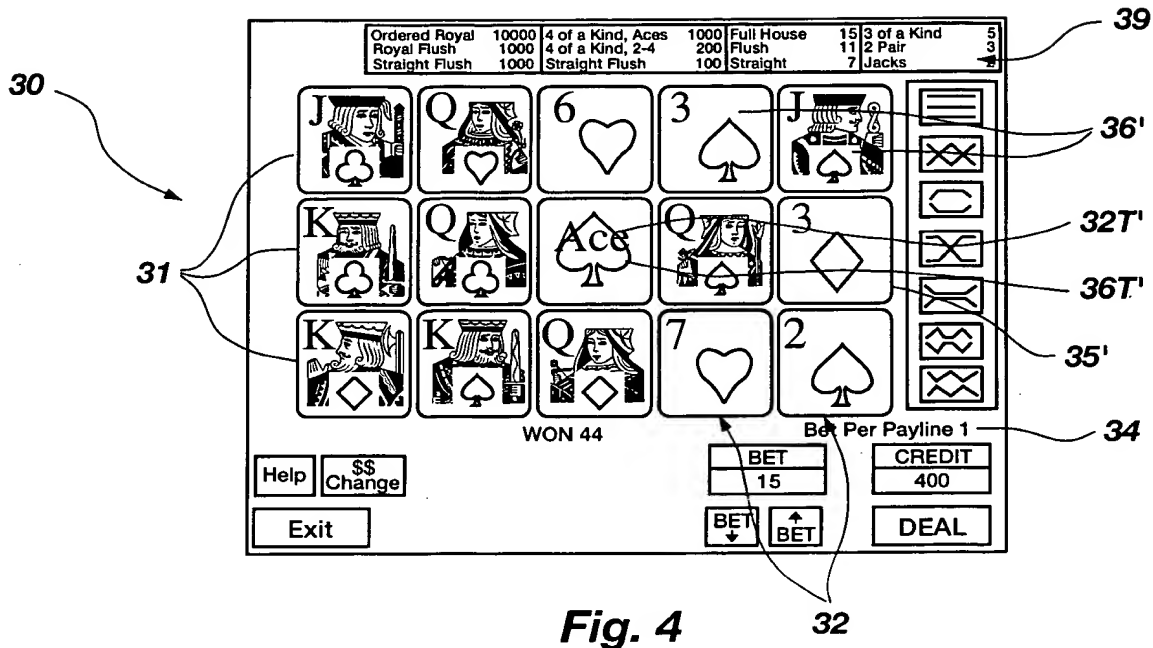 39
Ordered Royal 10000 4 of a Kind, Aces 1000 Full House 15 3 of a Kind 5
Royal Flush 1000 4 of a Kind, 2-4 200 Flush 11 2 Pair 3
Straight Flush 1000 Straight Flush 100 Straight 7 Jacks
30
J Q 6 3 J
36'
32T'
K Q Ace Q 3
31
36T'
35'
K K Q 7 2
WON 44
Bet Per Payline 1
34
BET CREDIT
Help $$ Change
15 400
Exit
BET BET
DEAL
32
Fig. 4